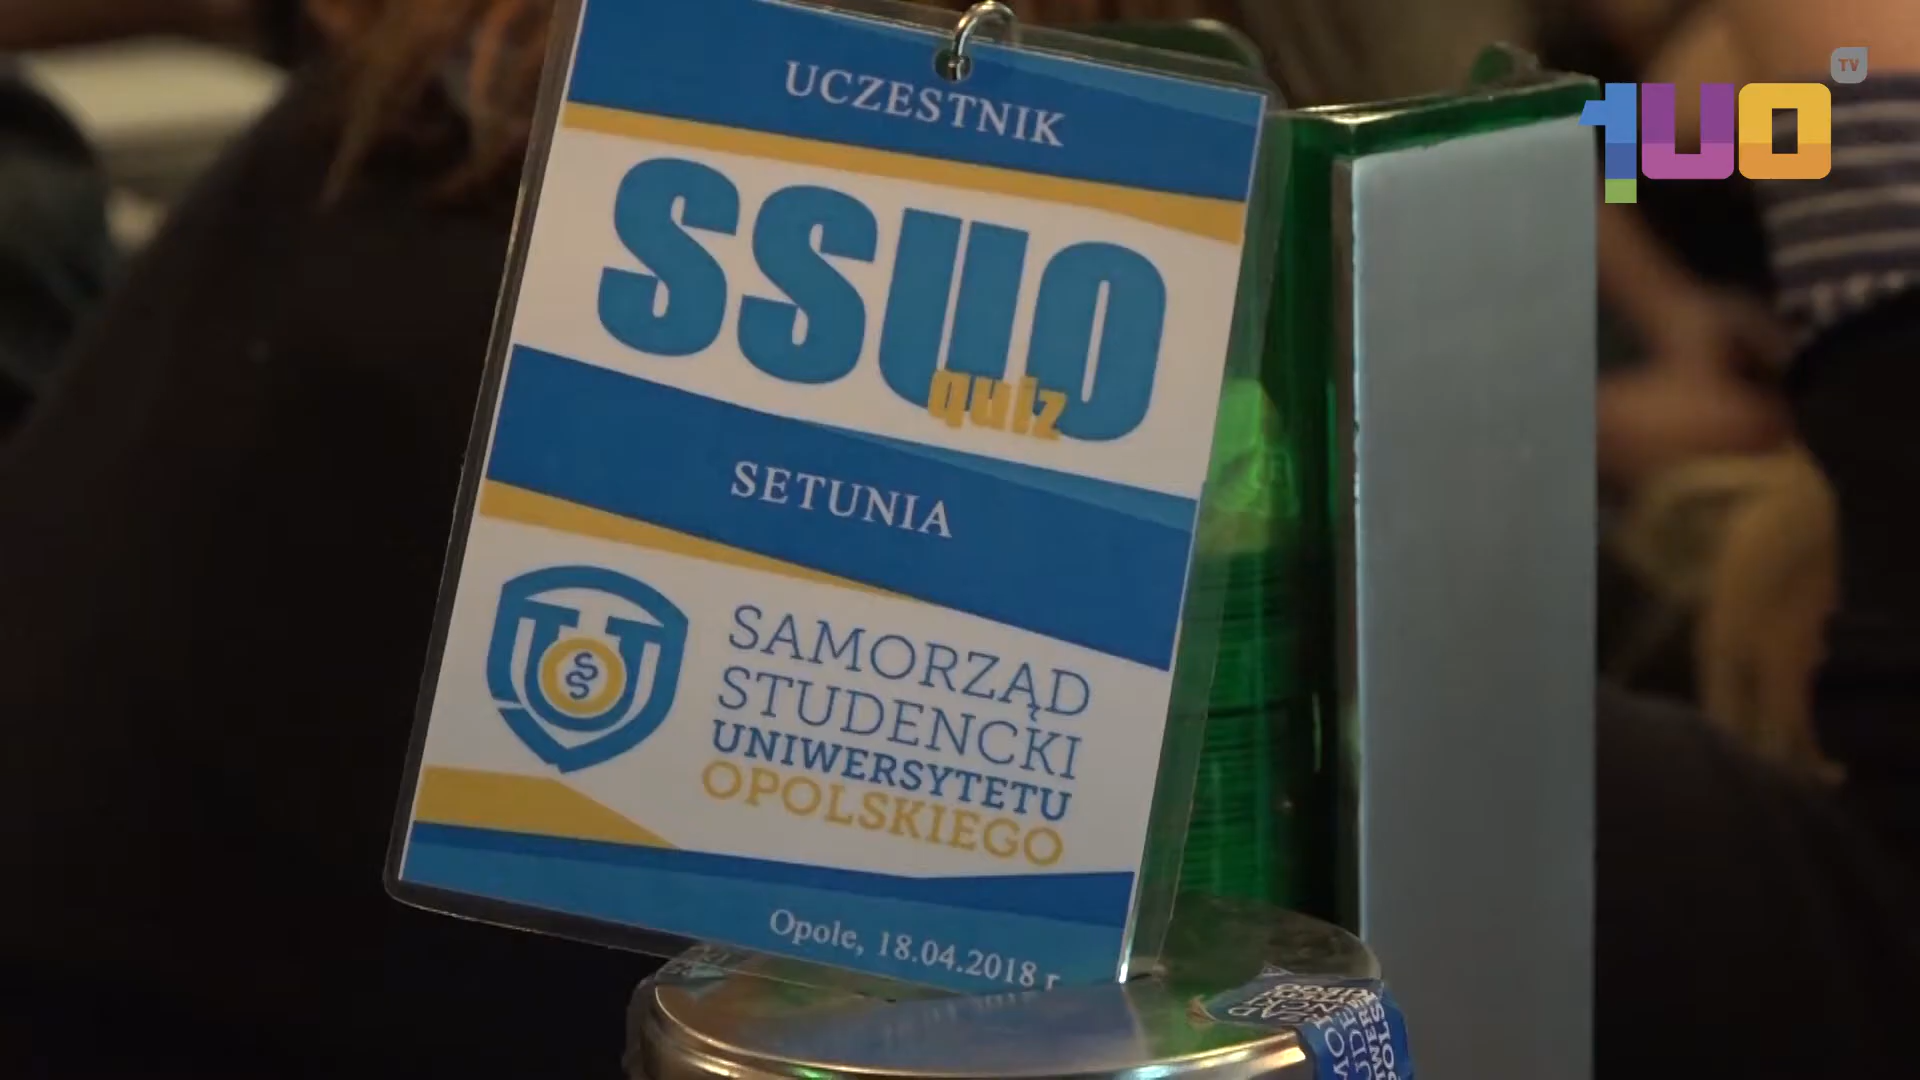 UCZESTNIK
SSUO
quiz
SETUNIA
SAMORZĄD
STUDENCKI
UNIWERSYTETU
OPOLSKIEGO
Opole, 18.04.2018 r
1UO
TV